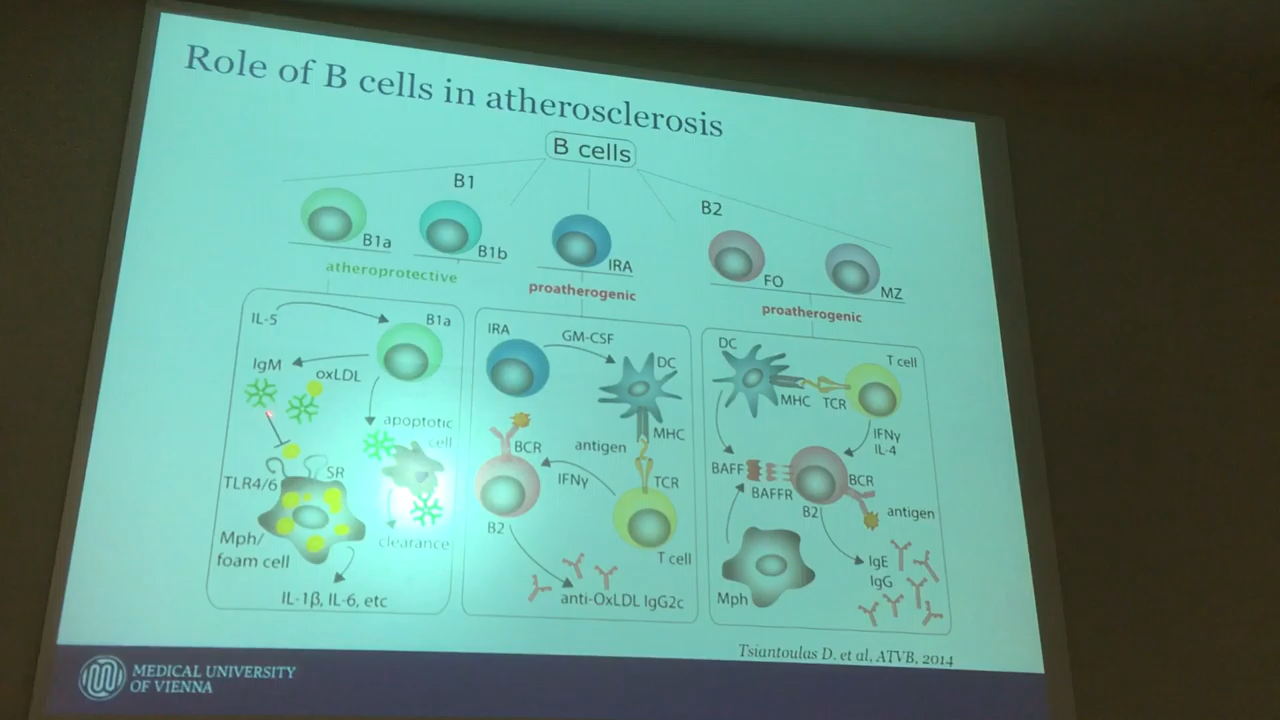 Role of B cells in atherosclerosis
B cells
B1
B1a
B1b
atheroprotective
IRA
proatherogenic
B2
FO
MZ
proatherogenic
IL-5
B1a
IgM
oxLDL
apoptotic
cell
TLR4/6
SR
Mph/
foam cell
clearance
IL-1β, IL-6, etc
IRA
GM-CSF
DC
MHC
BCR
antigen
IFNγ
TCR
B2
T cell
anti-OxLDL IgG2c
DC
T cell
MHC
TCR
IFNγ
IL-4
BAFF
BAFFR
BCR
B2
antigen
Mph
IgE
IgG
Tsiantoulas D. et al, ATVB, 2014
MEDICAL UNIVERSITY
OF VIENNA